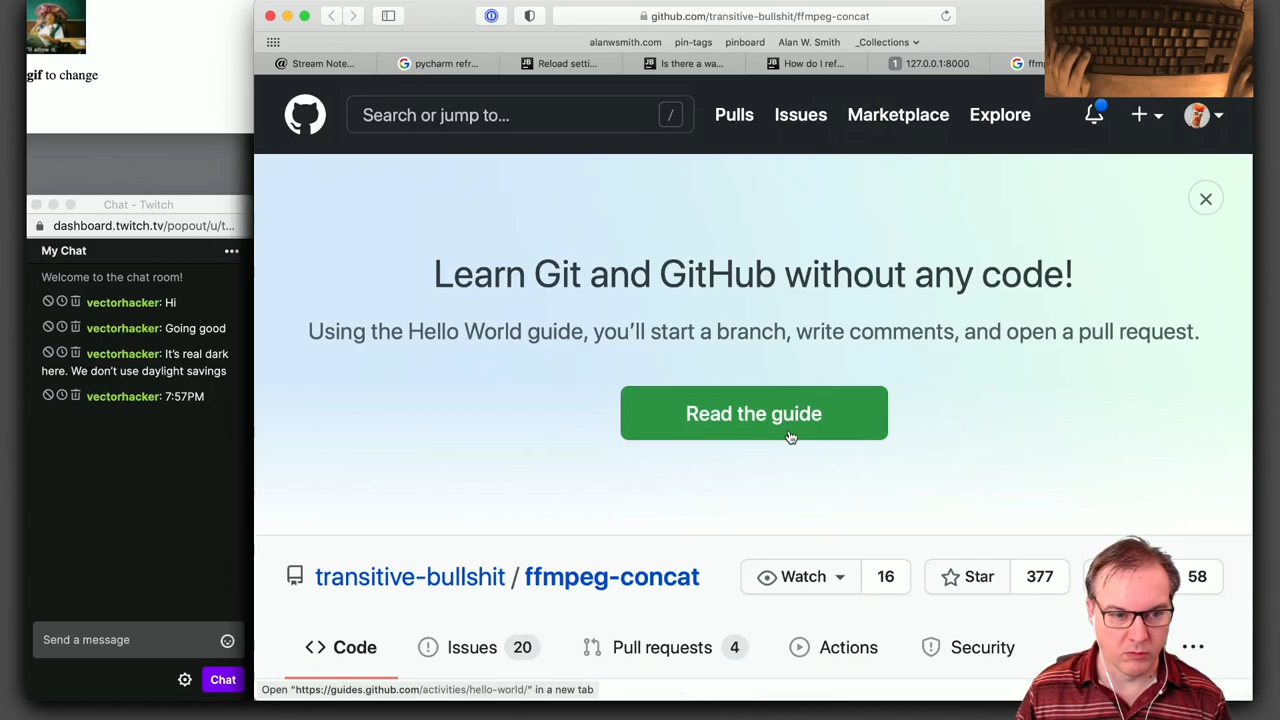 I'll allow it.
gif to change
Chat - Twitch
dashboard.twitch.tv/popout/u/t...
My Chat
Welcome to the chat room!
vectorhacker: Hi
vectorhacker: Going good
vectorhacker: It's real dark
here. We don't use daylight savings
vectorhacker: 7:57PM
Send a message
Chat
github.com/transitive-bullshit/ffmpeg-concat
alanwsmith.com pin-tags pinboard Alan W. Smith _Collections
Stream Note... pycharm refr... Reload setti... Is there a wa... How do I ref... 1 127.0.0.1:8000 ffm
Search or jump to... /
Pulls Issues Marketplace Explore
Learn Git and GitHub without any code!
Using the Hello World guide, you'll start a branch, write comments, and open a pull request.
Read the guide
transitive-bullshit / ffmpeg-concat
Watch 16 Star 377 58
Code Issues 20 Pull requests 4 Actions Security
Open "https://guides.github.com/activities/hello-world/" in a new tab